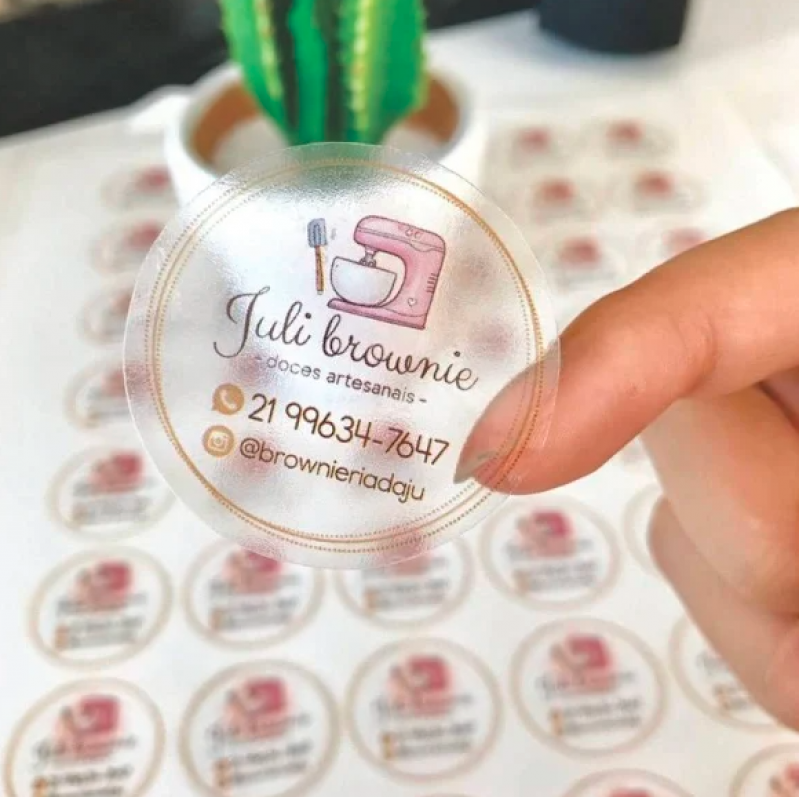 Juli brownie
- doces artesanais -
21 99634-7647
@brownieriadaju